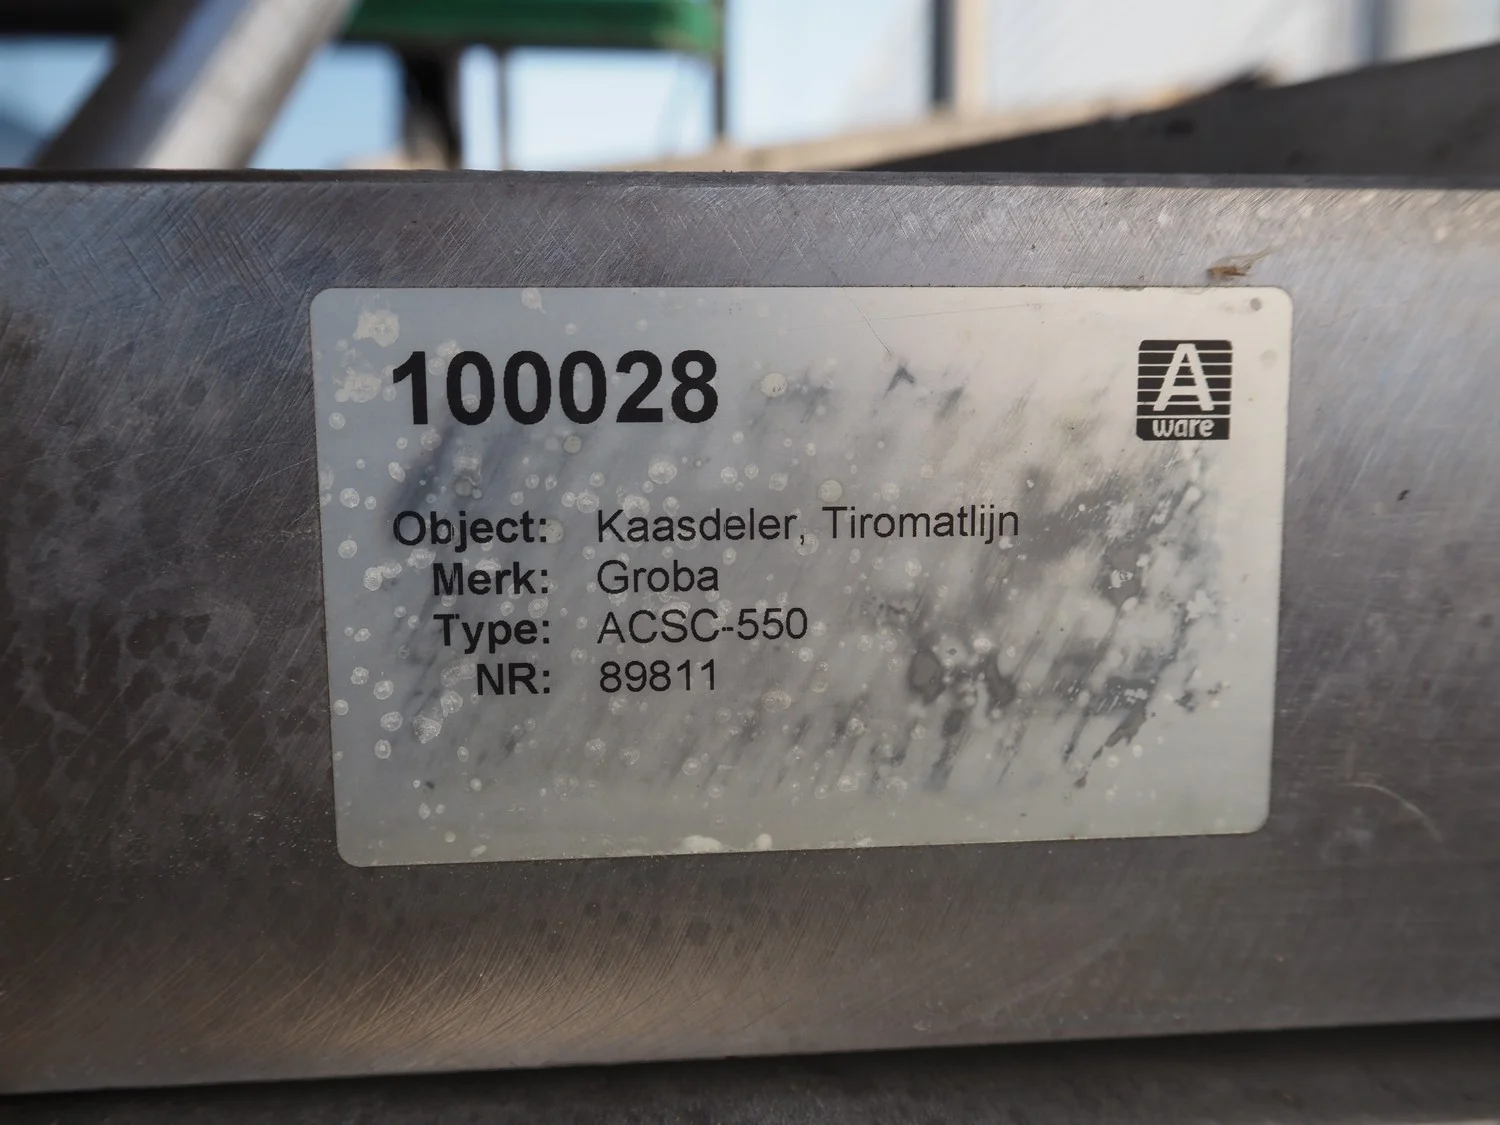 100028
A
ware
Object: Kaasdeler, Tiromatlijn
Merk: Groba
Type: ACSC-550
NR: 89811